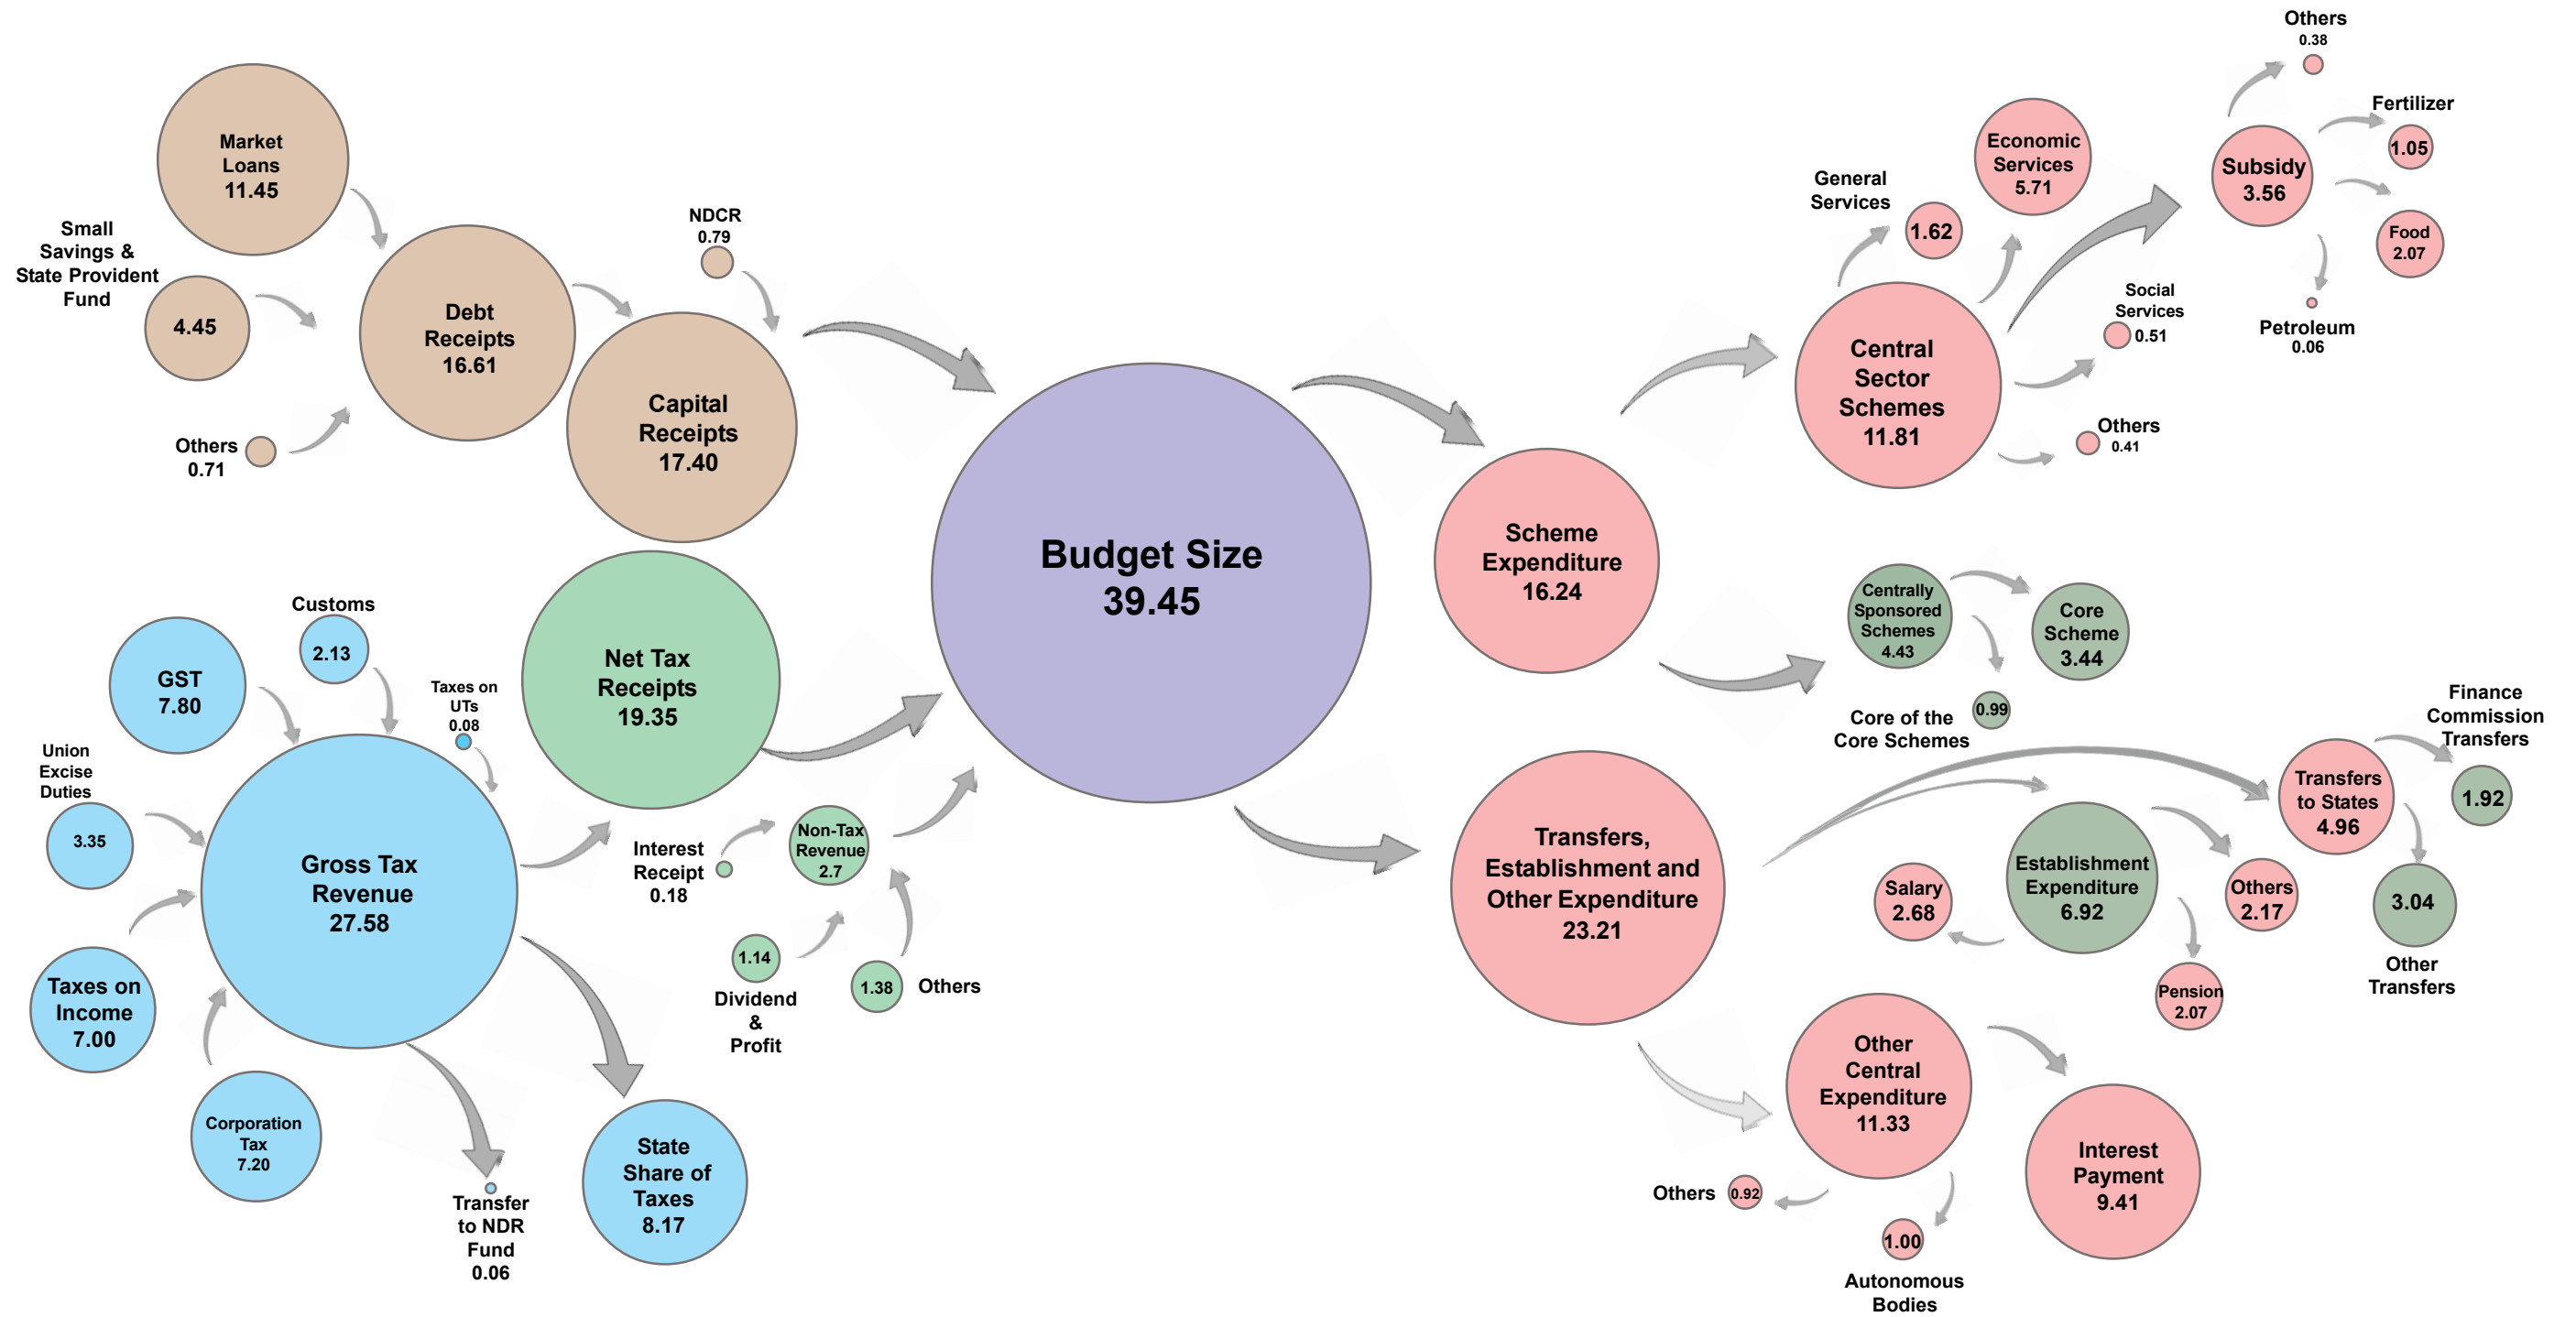 Market
Loans
11.45
Small
Savings &
State Provident
Fund
4.45
Others
0.71
Debt
Receipts
16.61
NDCR
0.79
Capital
Receipts
17.40
Customs
2.13
GST
7.80
Taxes on
UTs
0.08
Union
Excise
Duties
3.35
Gross Tax
Revenue
27.58
Taxes on
Income
7.00
Corporation
Tax
7.20
Transfer
to NDR
Fund
0.06
State
Share of
Taxes
8.17
Net Tax
Receipts
19.35
Interest
Receipt
0.18
Non-Tax
Revenue
2.7
1.14
Dividend
&
Profit
1.38
Others
Budget Size
39.45
Scheme
Expenditure
16.24
Central
Sector
Schemes
11.81
General
Services
1.62
Economic
Services
5.71
Subsidy
3.56
Others
0.38
Fertilizer
1.05
Food
2.07
Petroleum
0.06
Social
Services
0.51
Others
0.41
Centrally
Sponsored
Schemes
4.43
Core
Scheme
3.44
0.99
Core of the
Core Schemes
Transfers,
Establishment and
Other Expenditure
23.21
Transfers
to States
4.96
Finance
Commission
Transfers
1.92
3.04
Other
Transfers
Establishment
Expenditure
6.92
Salary
2.68
Others
2.17
Pension
2.07
Other
Central
Expenditure
11.33
Interest
Payment
9.41
Others
0.92
1.00
Autonomous
Bodies